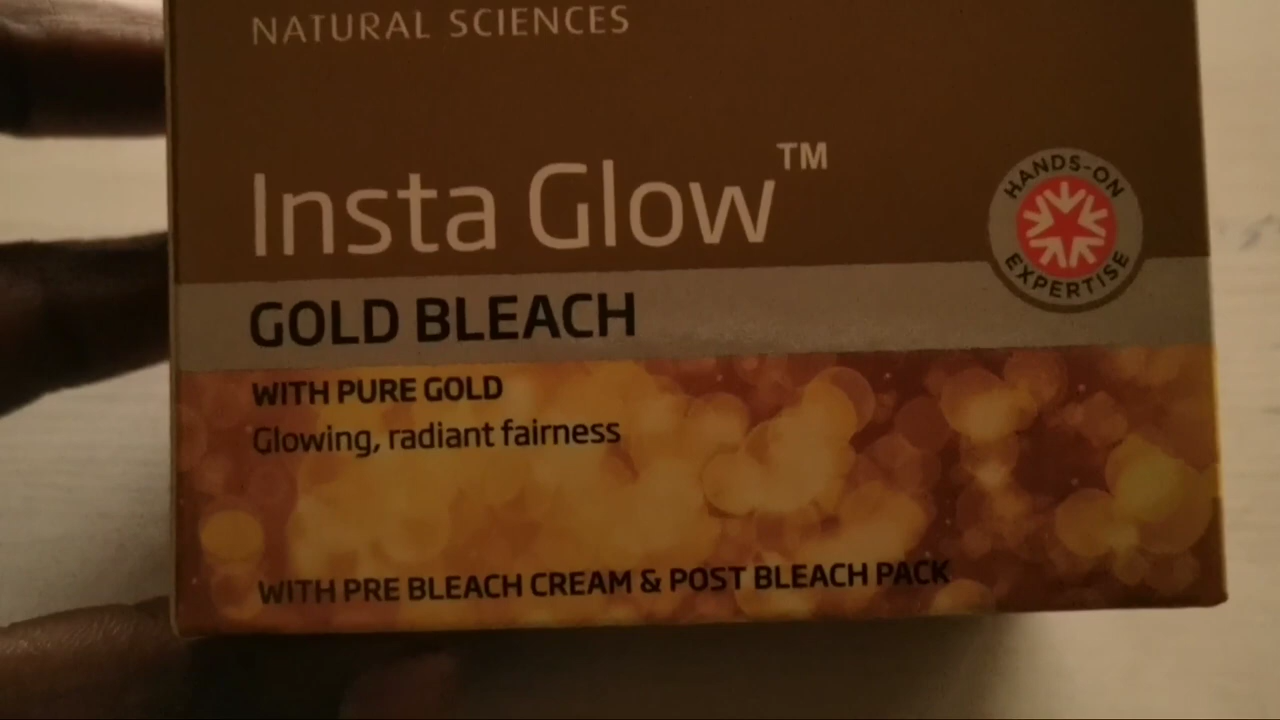 NATURAL SCIENCES
Insta Glow™
HANDS-ON
EXPERTISE
GOLD BLEACH
WITH PURE GOLD
Glowing, radiant fairness
WITH PRE BLEACH CREAM & POST BLEACH PACK